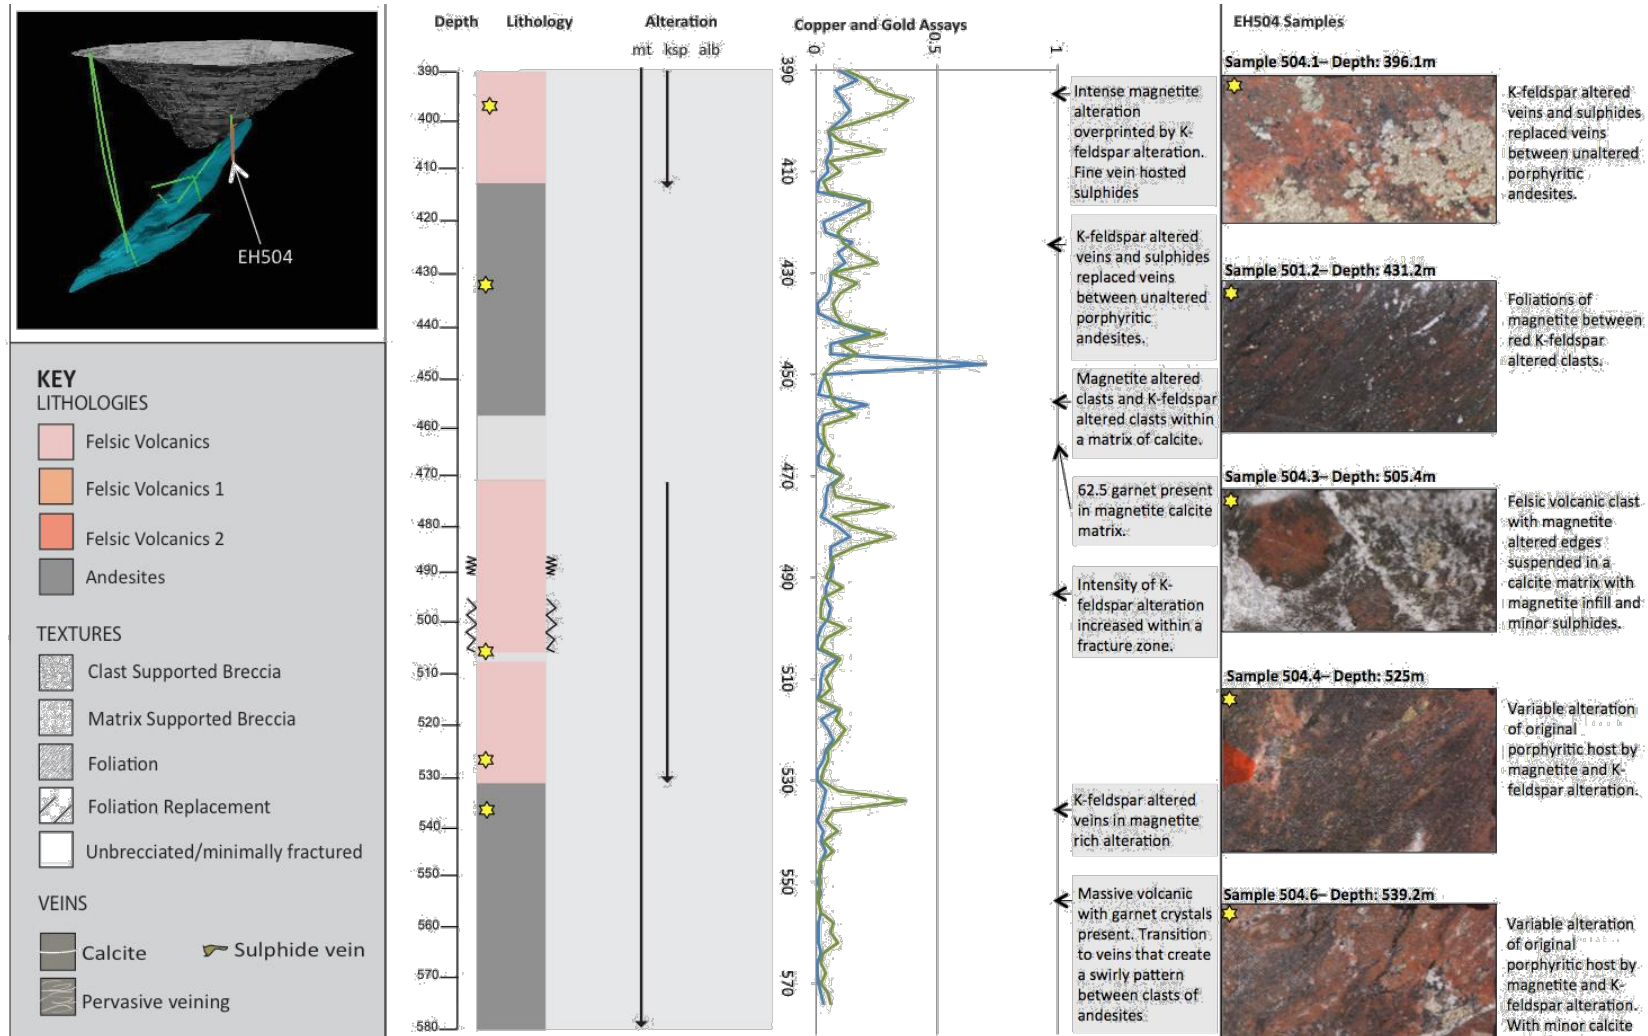 EH504
KEY
LITHOLOGIES
Felsic Volcanics
Felsic Volcanics 1
Felsic Volcanics 2
Andesites
TEXTURES
Clast Supported Breccia
Matrix Supported Breccia
Foliation
Foliation Replacement
Unbrecciated/minimally fractured
VEINS
Calcite
Sulphide vein
Pervasive veining
Depth
Lithology
Alteration
mt ksp alb
390
400
410
420
430
440
450
460
470
480
490
500
510
520
530
540
550
560
570
580
Copper and Gold Assays
0
0.5
1
390
410
430
450
470
490
510
530
550
570
Intense magnetite
alteration
overprinted by K-
feldspar alteration.
Fine vein hosted
sulphides
K-feldspar altered
veins and sulphides
replaced veins
between unaltered
porphyritic
andesites.
Magnetite altered
clasts and K-feldspar
altered clasts within
a matrix of calcite.
62.5 garnet present
in magnetite calcite
matrix.
Intensity of K-
feldspar alteration
increased within a
fracture zone.
K-feldspar altered
veins in magnetite
rich alteration
Massive volcanic
with garnet crystals
present. Transition
to veins that create
a swirly pattern
between clasts of
andesites
EH504 Samples
Sample 504.1– Depth: 396.1m
K-feldspar altered
veins and sulphides
replaced veins
between unaltered
porphyritic
andesites.
Sample 501.2– Depth: 431.2m
Foliations of
magnetite between
red K-feldspar
altered clasts.
Sample 504.3– Depth: 505.4m
Felsic volcanic clast
with magnetite
altered edges
suspended in a
calcite matrix with
magnetite infill and
minor sulphides.
Sample 504.4– Depth: 525m
Variable alteration
of original
porphyritic host by
magnetite and K-
feldspar alteration.
Sample 504.6– Depth: 539.2m
Variable alteration
of original
porphyritic host by
magnetite and K-
feldspar alteration.
With minor calcite